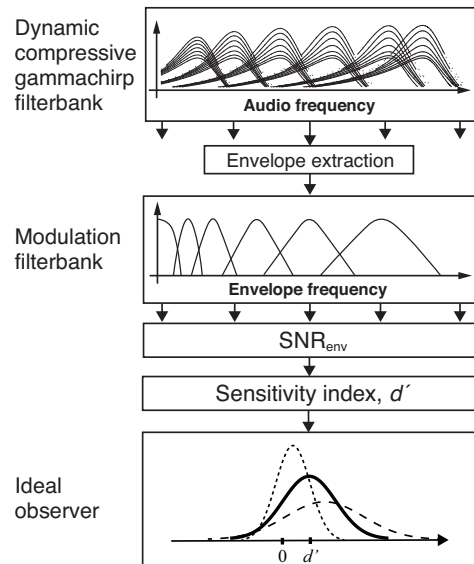 Dynamic
compressive
gammachirp
filterbank
Audio frequency
Envelope extraction
Modulation
filterbank
Envelope frequency
SNRenv
Sensitivity index, d´
Ideal
observer
0 d'